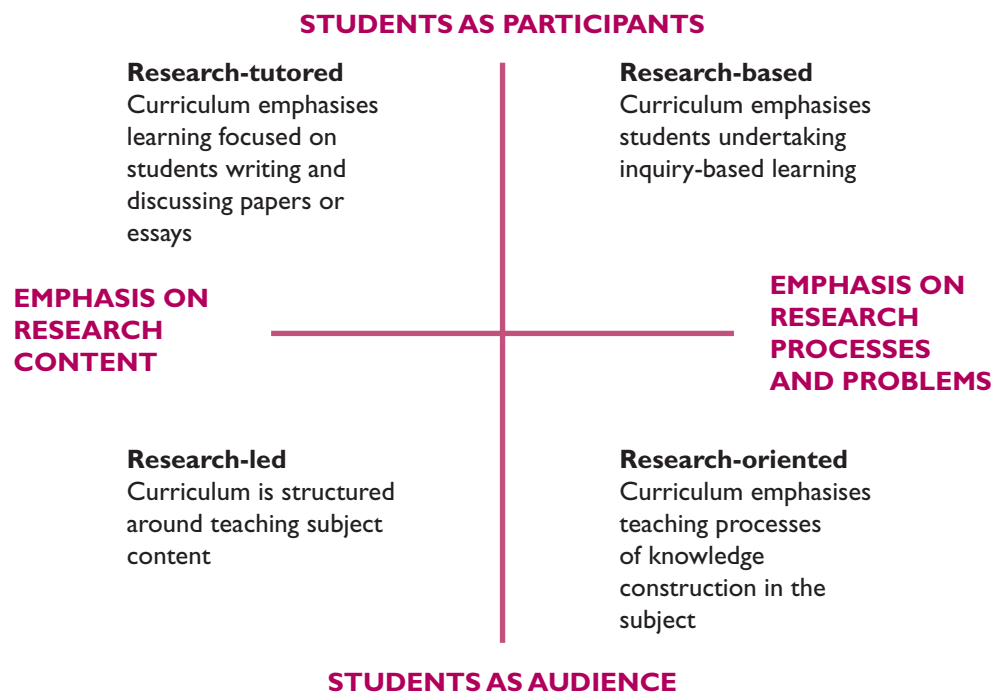 STUDENTS AS PARTICIPANTS
Research-tutored
Curriculum emphasises
learning focused on
students writing and
discussing papers or
essays
Research-based
Curriculum emphasises
students undertaking
inquiry-based learning
EMPHASIS ON
RESEARCH
CONTENT
EMPHASIS ON
RESEARCH
PROCESSES
AND PROBLEMS
Research-led
Curriculum is structured
around teaching subject
content
Research-oriented
Curriculum emphasises
teaching processes
of knowledge
construction in the
subject
STUDENTS AS AUDIENCE